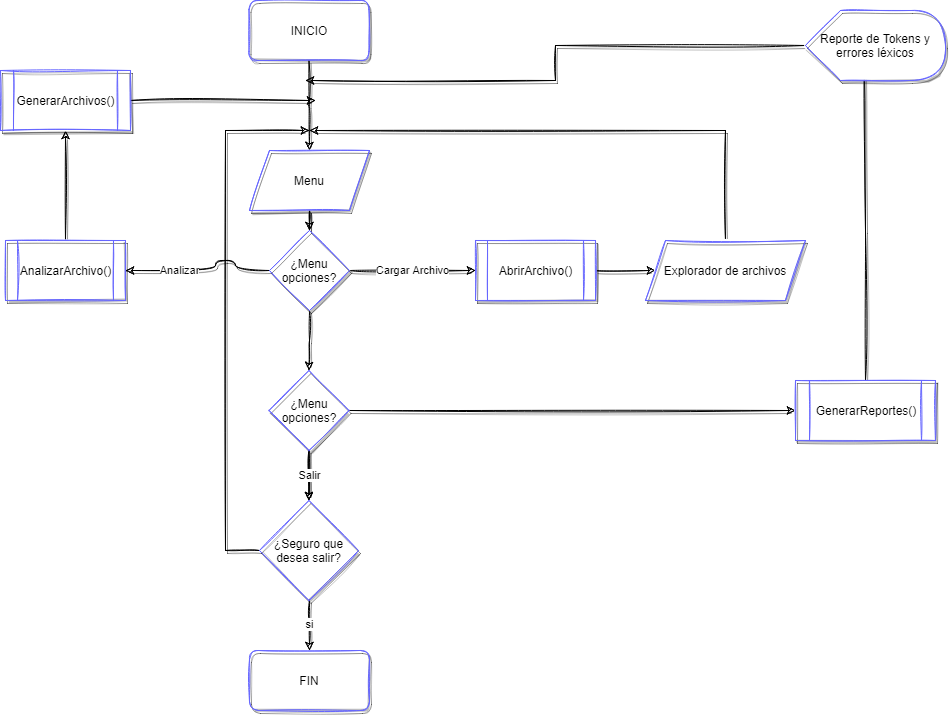 INICIO
Reporte de Tokens y
errores léxicos
GenerarArchivos()
Menu
AnalizarArchivo()
Analizar
¿Menu
opciones?
Cargar Archivo
AbrirArchivo()
Explorador de archivos
¿Menu
opciones?
GenerarReportes()
Salir
¿Seguro que
desea salir?
si
FIN